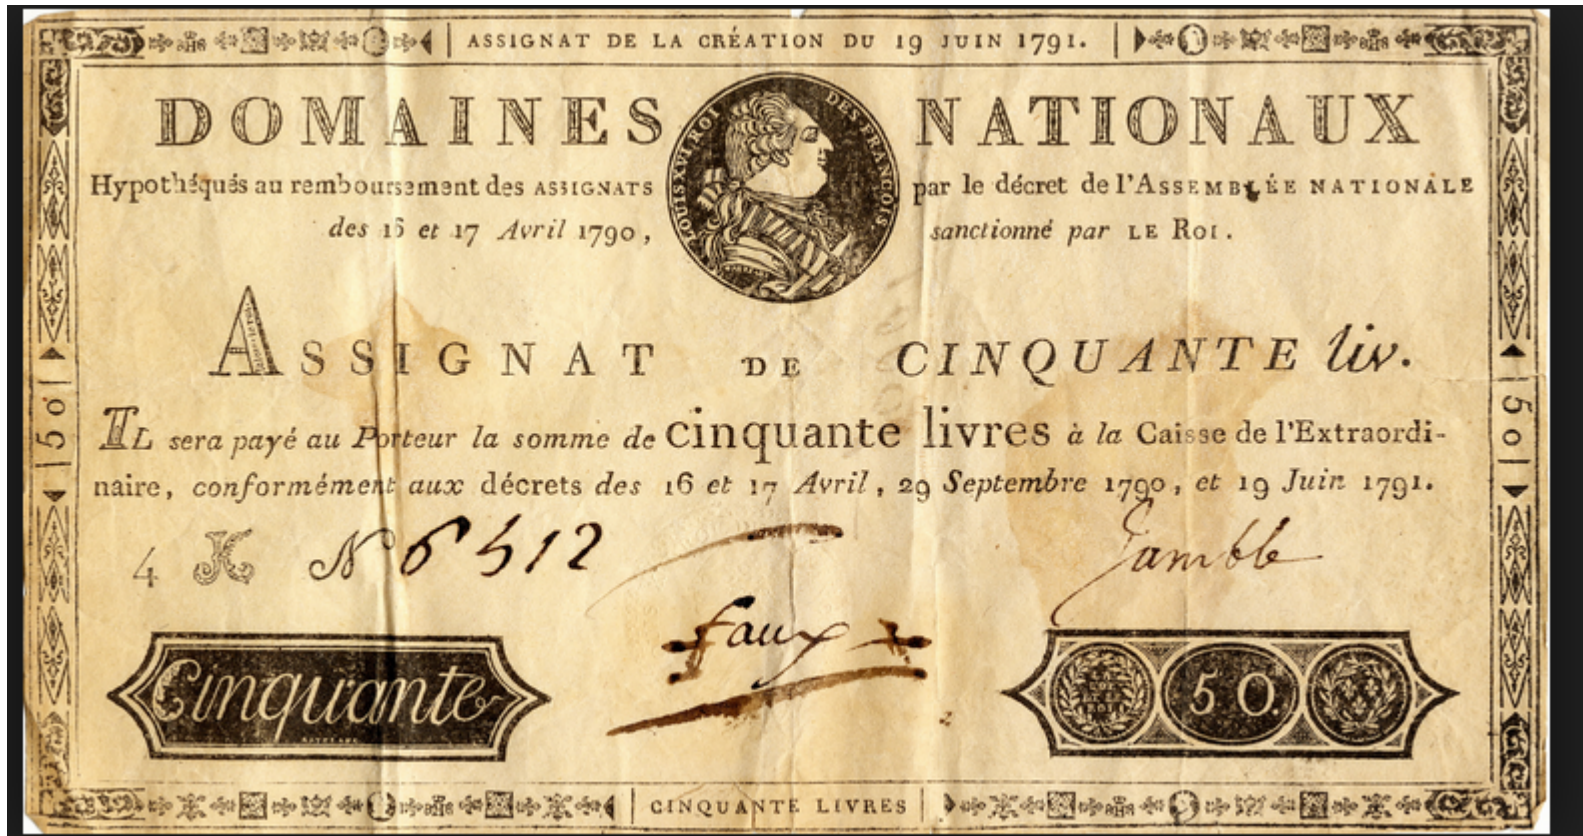 ASSIGNAT DE LA CRÉATION DU 19 JUIN 1791.
DOMAINES NATIONAUX
LOUIS XVI. ROI DES FRANÇOIS.
Hypothéqués au remboursement des ASSIGNATS par le décret de l'ASSEMBLÉE NATIONALE
des 16 et 17 Avril 1790, sanctionné par LE ROI.
ASSIGNAT DE CINQUANTE liv.
IL sera payé au Porteur la somme de cinquante livres à la Caisse de l'Extraordi-
naire, conformément aux décrets des 16 et 17 Avril, 29 Septembre 1790, et 19 Juin 1791.
4 K N 6512
Jamble
faux
Cinquante
50
50
50
CINQUANTE LIVRES